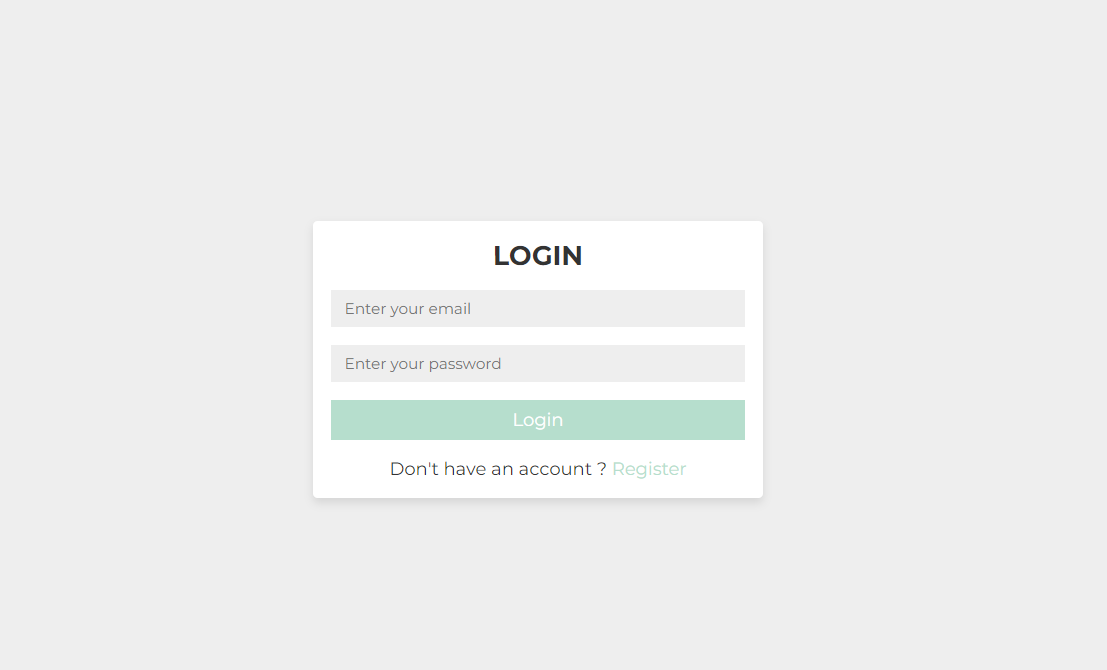 LOGIN
Enter your email
Enter your password
Login
Don't have an account ? Register